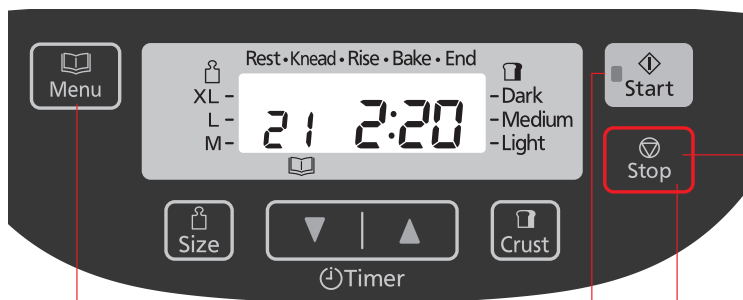 Menu
Rest • Knead • Rise • Bake • End
XL –
L –
M –
21 2:20
– Dark
– Medium
– Light
Start
Stop
Size
Timer
Crust